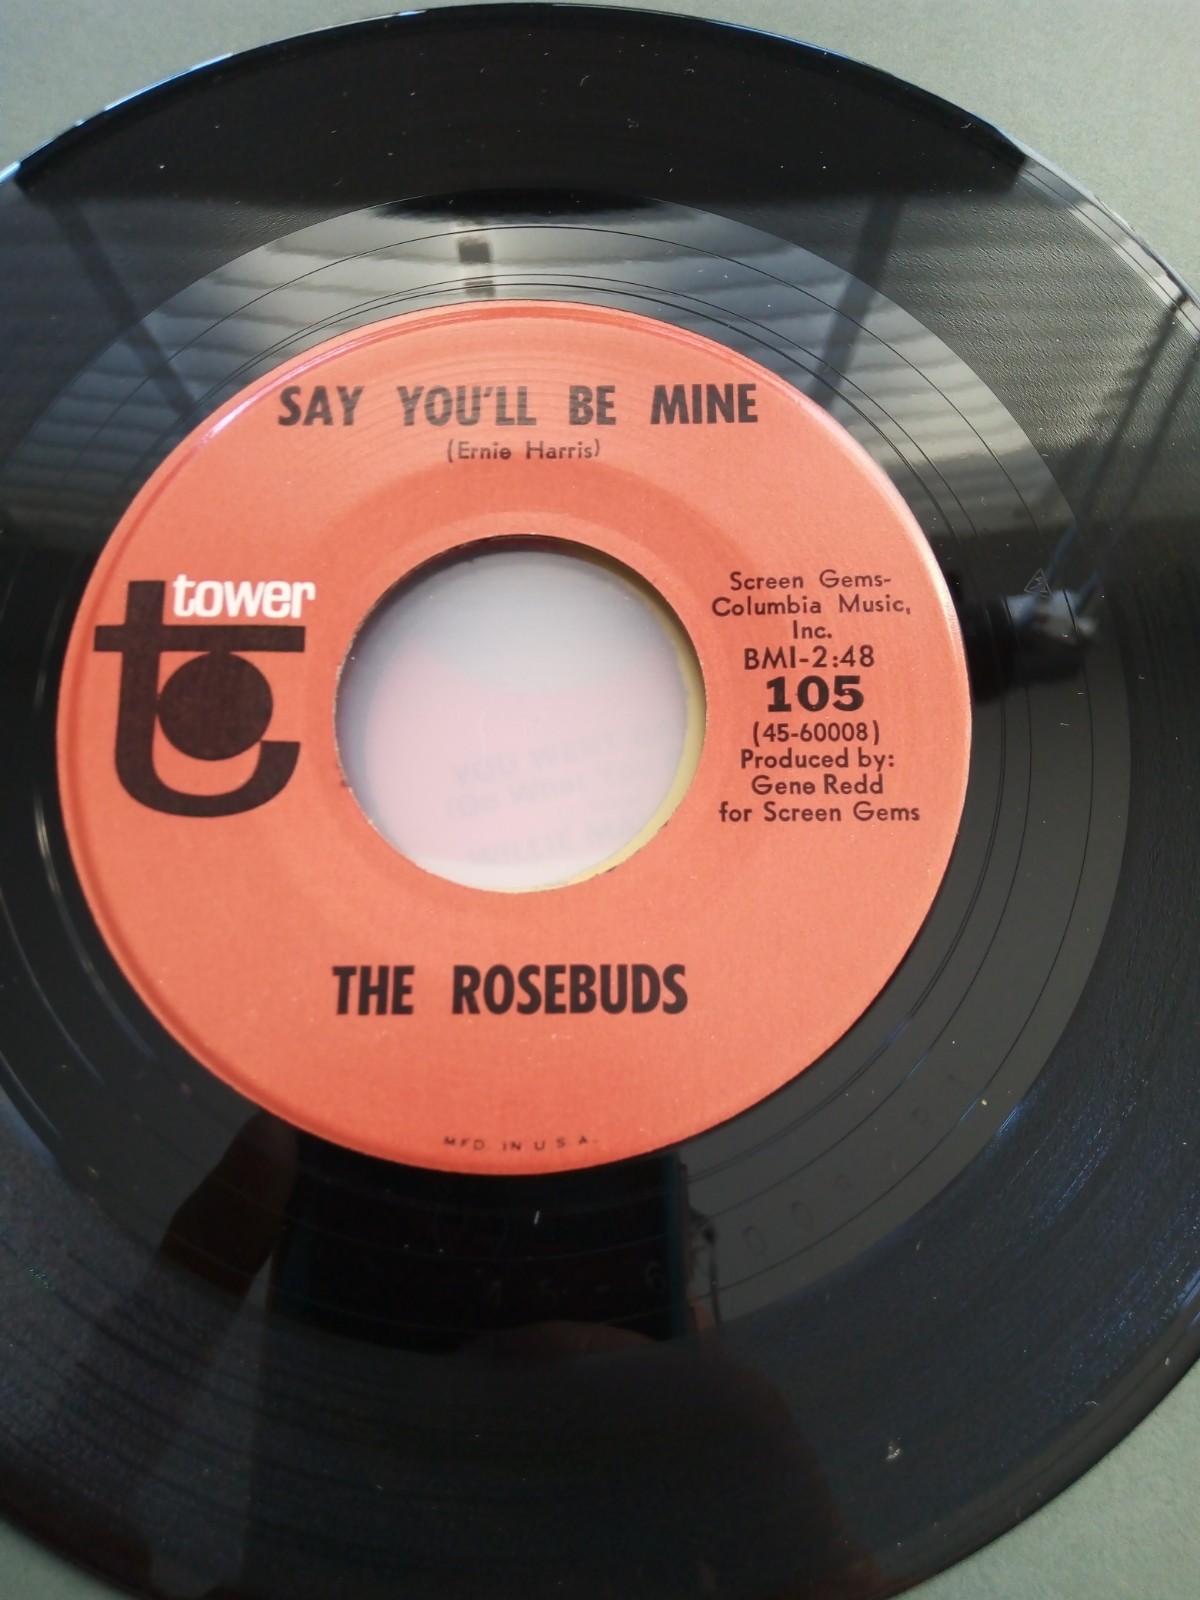 SAY YOU'LL BE MINE
(Ernie Harris)
tower
Screen Gems-
Columbia Music,
Inc.
BMI-2:48
105
(45-60008)
Produced by:
Gene Redd
for Screen Gems
THE ROSEBUDS
MFD. IN U.S.A.